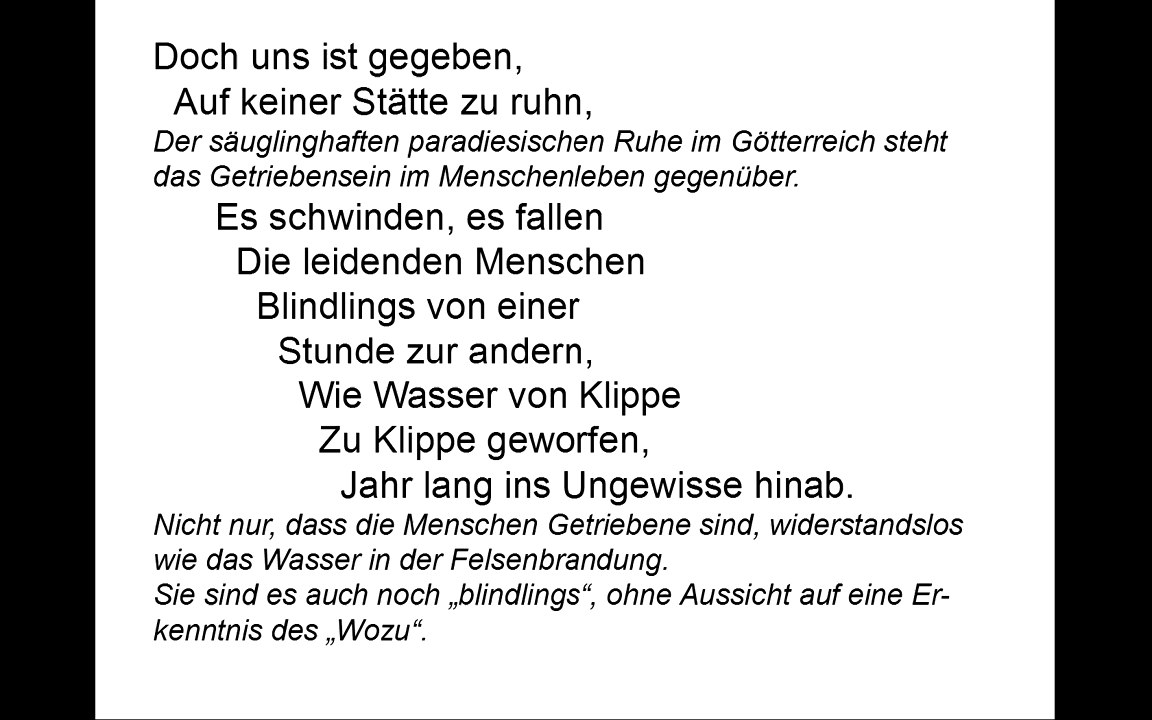 Doch uns ist gegeben,
Auf keiner Stätte zu ruhn,
Der säuglinghaften paradiesischen Ruhe im Götterreich steht
das Getriebensein im Menschenleben gegenüber.
Es schwinden, es fallen
Die leidenden Menschen
Blindlings von einer
Stunde zur andern,
Wie Wasser von Klippe
Zu Klippe geworfen,
Jahr lang ins Ungewisse hinab.
Nicht nur, dass die Menschen Getriebene sind, widerstandslos
wie das Wasser in der Felsenbrandung.
Sie sind es auch noch „blindlings“, ohne Aussicht auf eine Er-
kenntnis des „Wozu“.